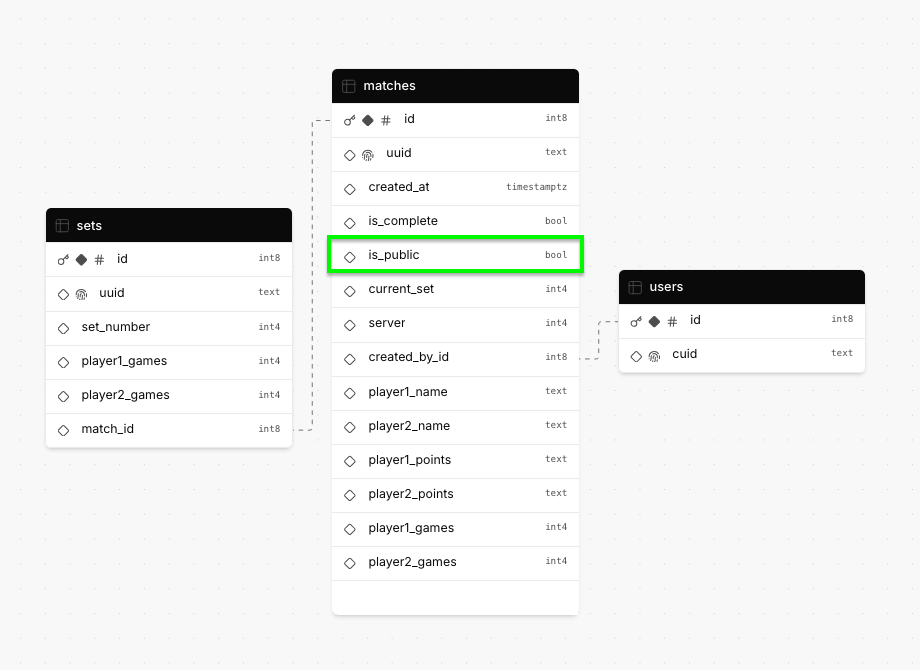 matches
id int8
uuid text
created_at timestamptz
is_complete bool
is_public bool
current_set int4
server int4
created_by_id int8
player1_name text
player2_name text
player1_points text
player2_points text
player1_games int4
player2_games int4
sets
id int8
uuid text
set_number int4
player1_games int4
player2_games int4
match_id int8
users
id int8
cuid text